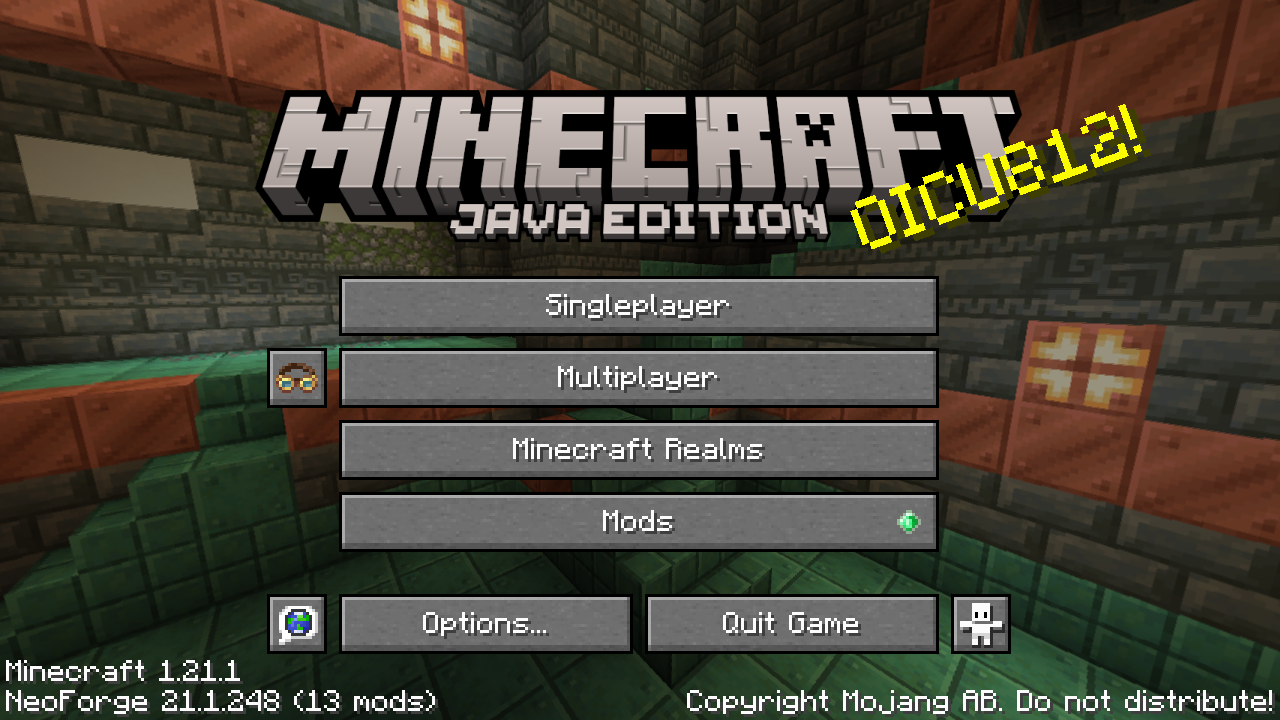 MINECRAFT
JAVA EDITION
OICU812!
Singleplayer
Multiplayer
Minecraft Realms
Mods
Options...
Quit Game
Minecraft 1.21.1
NeoForge 21.1.248 (13 mods)
Copyright Mojang AB. Do not distribute!